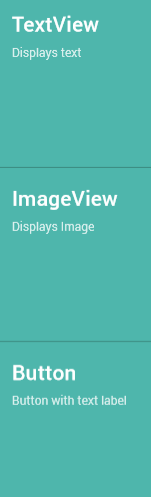 TextView
Displays text
ImageView
Displays Image
Button
Button with text label